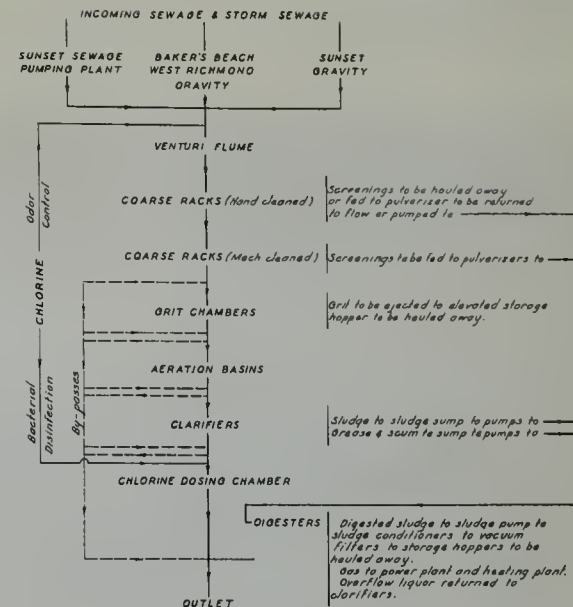 INCOMING SEWAGE & STORM SEWAGE
SUNSET SEWAGE
PUMPING PLANT
BAKER'S BEACH
WEST RICHMOND
GRAVITY
SUNSET
GRAVITY
VENTURI FLUME
COARSE RACKS (Hand cleaned)
Screenings to be hauled away
or fed to pulverizer to be returned
to flow or pumped to
COARSE RACKS (Mech cleaned)
Screenings to be fed to pulverizers to
GRIT CHAMBERS
Grit to be ejected to elevated storage
hopper to be hauled away.
AERATION BASINS
CLARIFIERS
Sludge to sludge sump to pumps to
Grease & scum to sump to pumps to
CHLORINE DOSING CHAMBER
DIGESTERS
Digested sludge to sludge pump to
sludge conditioners to vacuum
filters to storage hoppers to be
hauled away.
Gas to power plant and heating plant.
Overflow liquor returned to
clarifiers.
OUTLET
CHLORINE
Odor
Control
Bacterial
Disinfection
By-passes